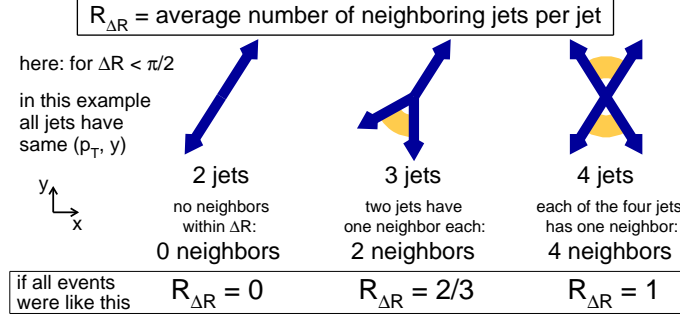 R_ΔR = average number of neighboring jets per jet
here: for ΔR < π/2
in this example
all jets have
same (p_T, y)
y
x
2 jets
no neighbors
within ΔR:
0 neighbors
3 jets
two jets have
one neighbor each:
2 neighbors
4 jets
each of the four jets
has one neighbor:
4 neighbors
if all events
were like this
R_ΔR = 0
R_ΔR = 2/3
R_ΔR = 1